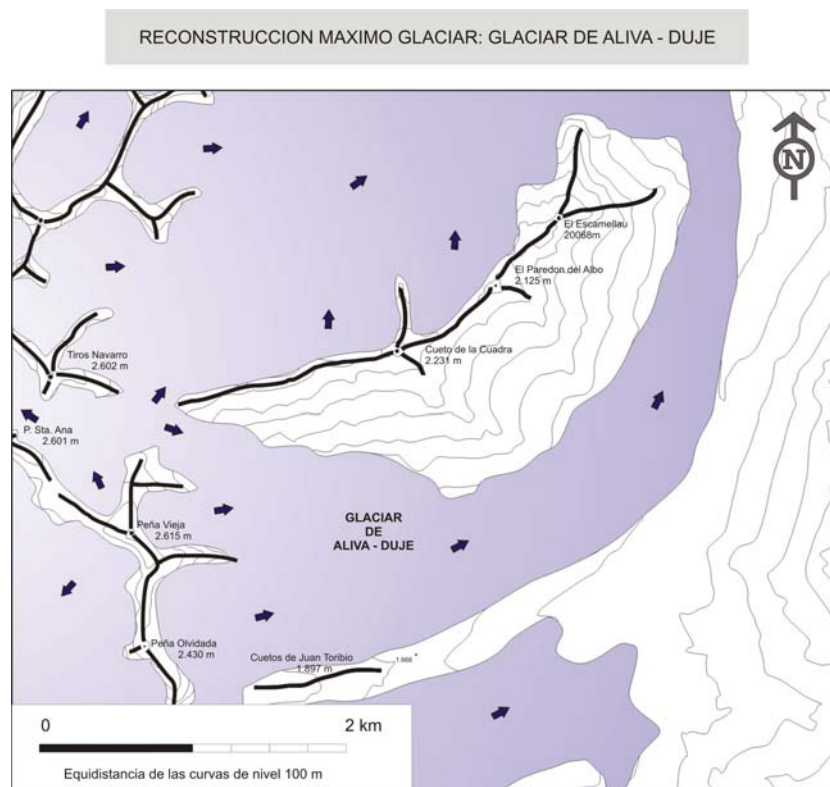 RECONSTRUCCION MAXIMO GLACIAR: GLACIAR DE ALIVA - DUJE
N
El Escamellau
20068m
El Paredon del Albo
2.125 m
Cueto de la Cuadra
2.231 m
Tiros Navarro
2.602 m
P. Sta. Ana
2.601 m
Peña Vieja
2.615 m
GLACIAR
DE
ALIVA - DUJE
Peña Olvidada
2.430 m
Cuetos de Juan Toribio
1.897 m
1.666
0
2 km
Equidistancia de las curvas de nivel 100 m